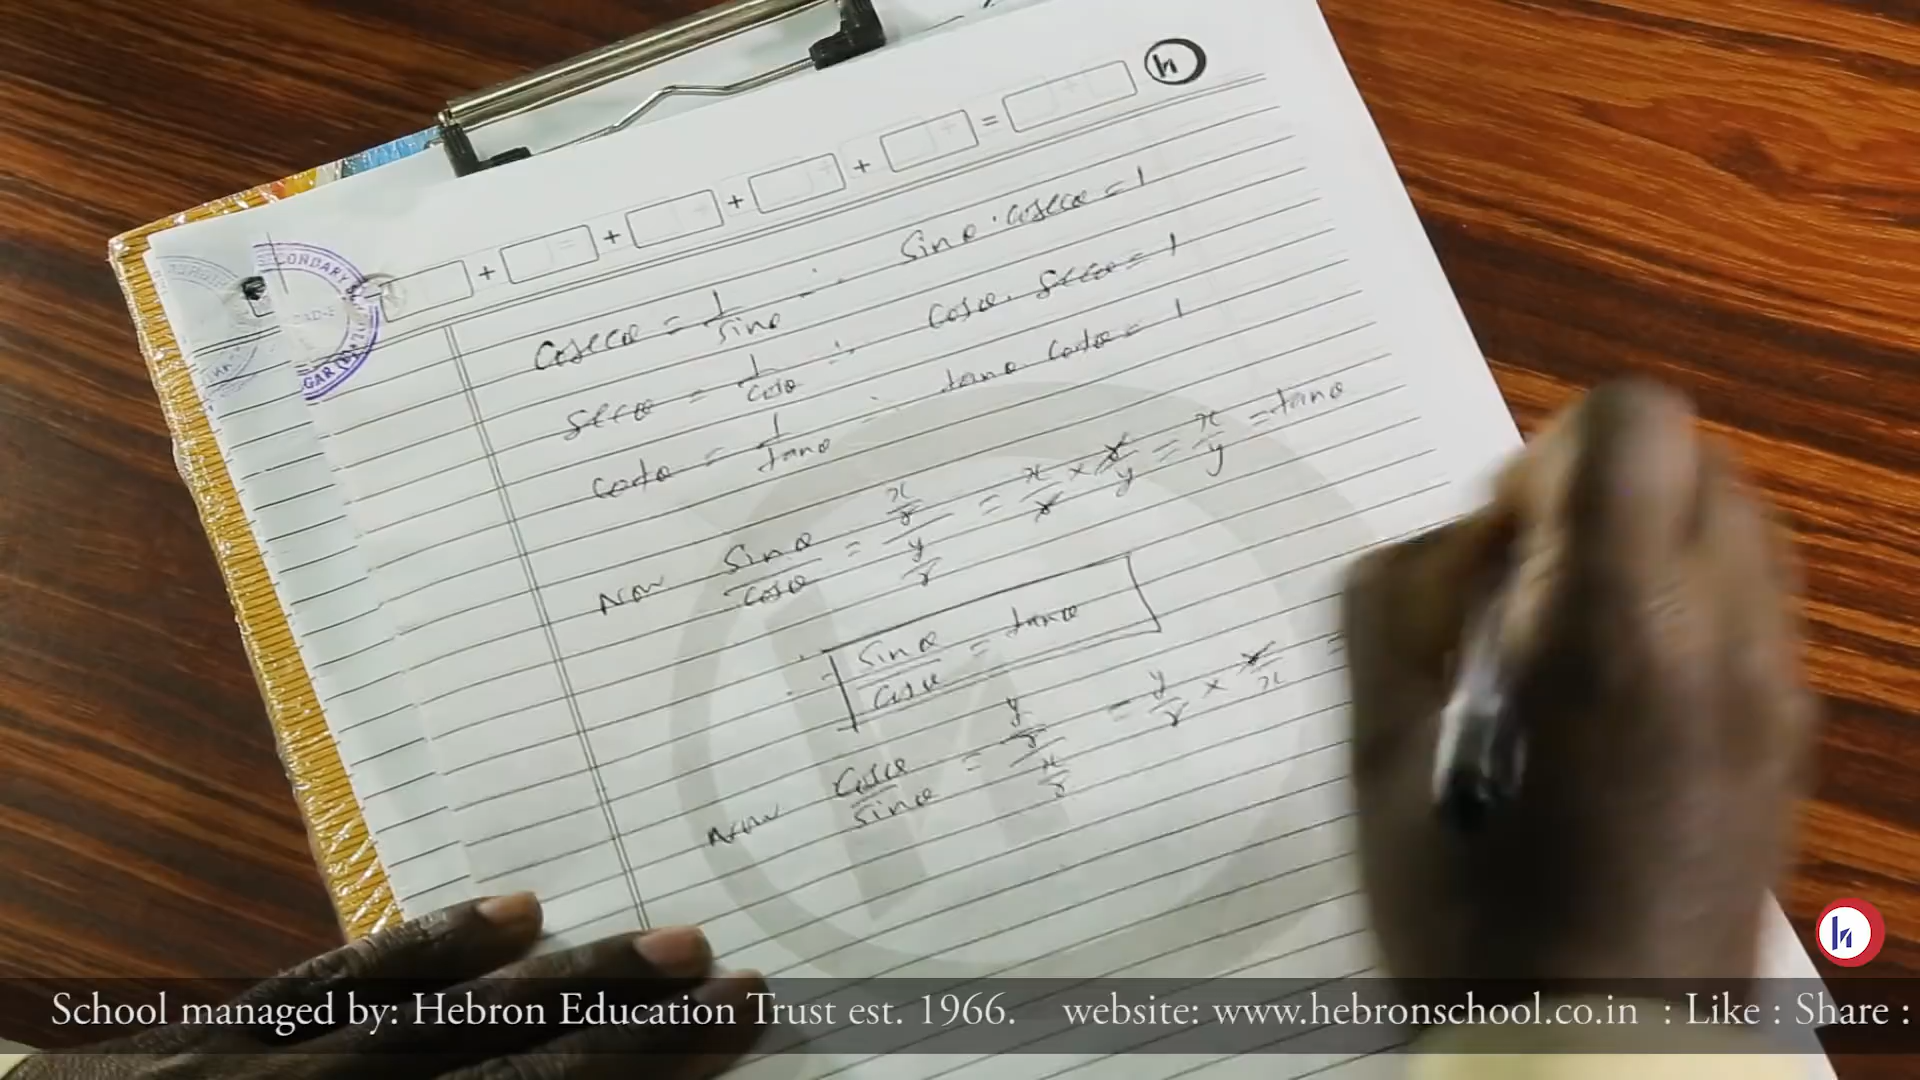 + + + + =
cosecθ = 1/sinθ ∴ sinθ · cosecθ = 1
secθ = 1/cosθ ∴ cosθ · secθ = 1
cotθ = 1/tanθ ∴ tanθ cotθ = 1
Now sinθ/cosθ = (x/r)/(y/r) = x/r × r/y = x/y = tanθ
∴ sinθ/cosθ = tanθ
Now cosθ/sinθ = (y/r)/(x/r) = y/r × r/x =
School managed by: Hebron Education Trust est. 1966. website: www.hebronschool.co.in : Like : Share :